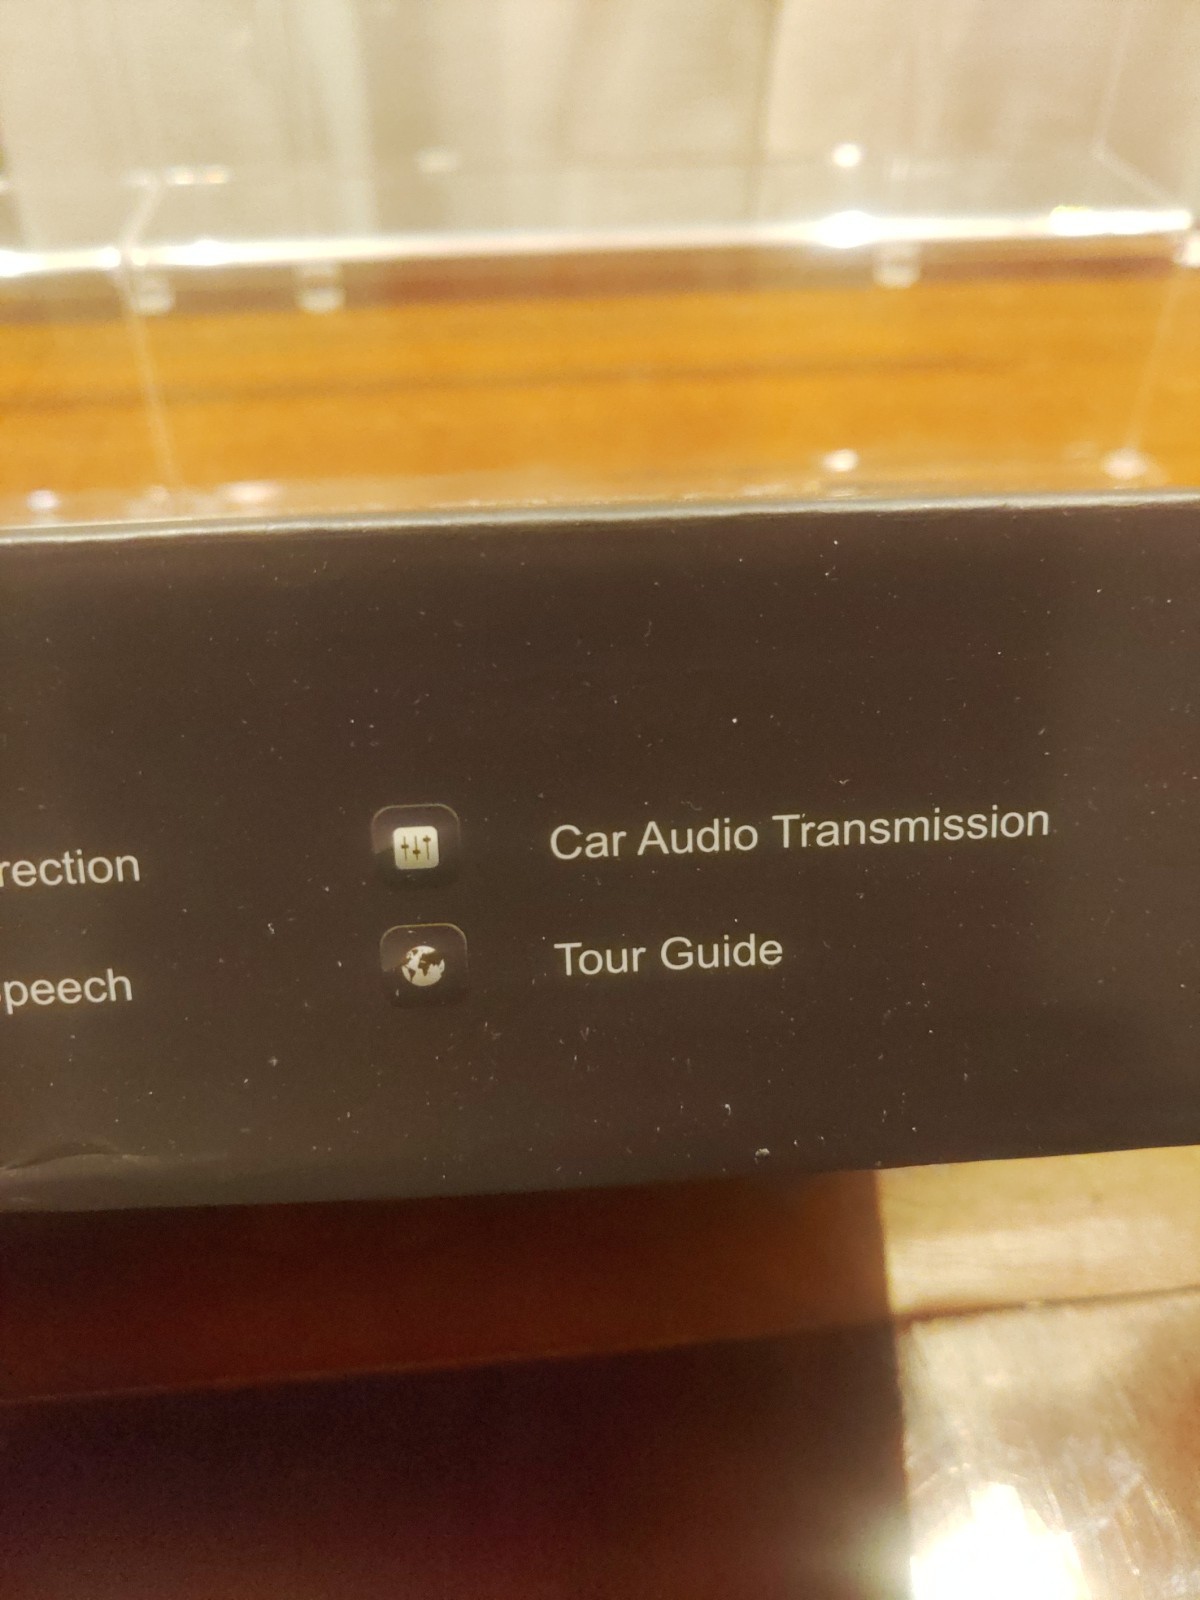 rection
Car Audio Transmission
peech
Tour Guide